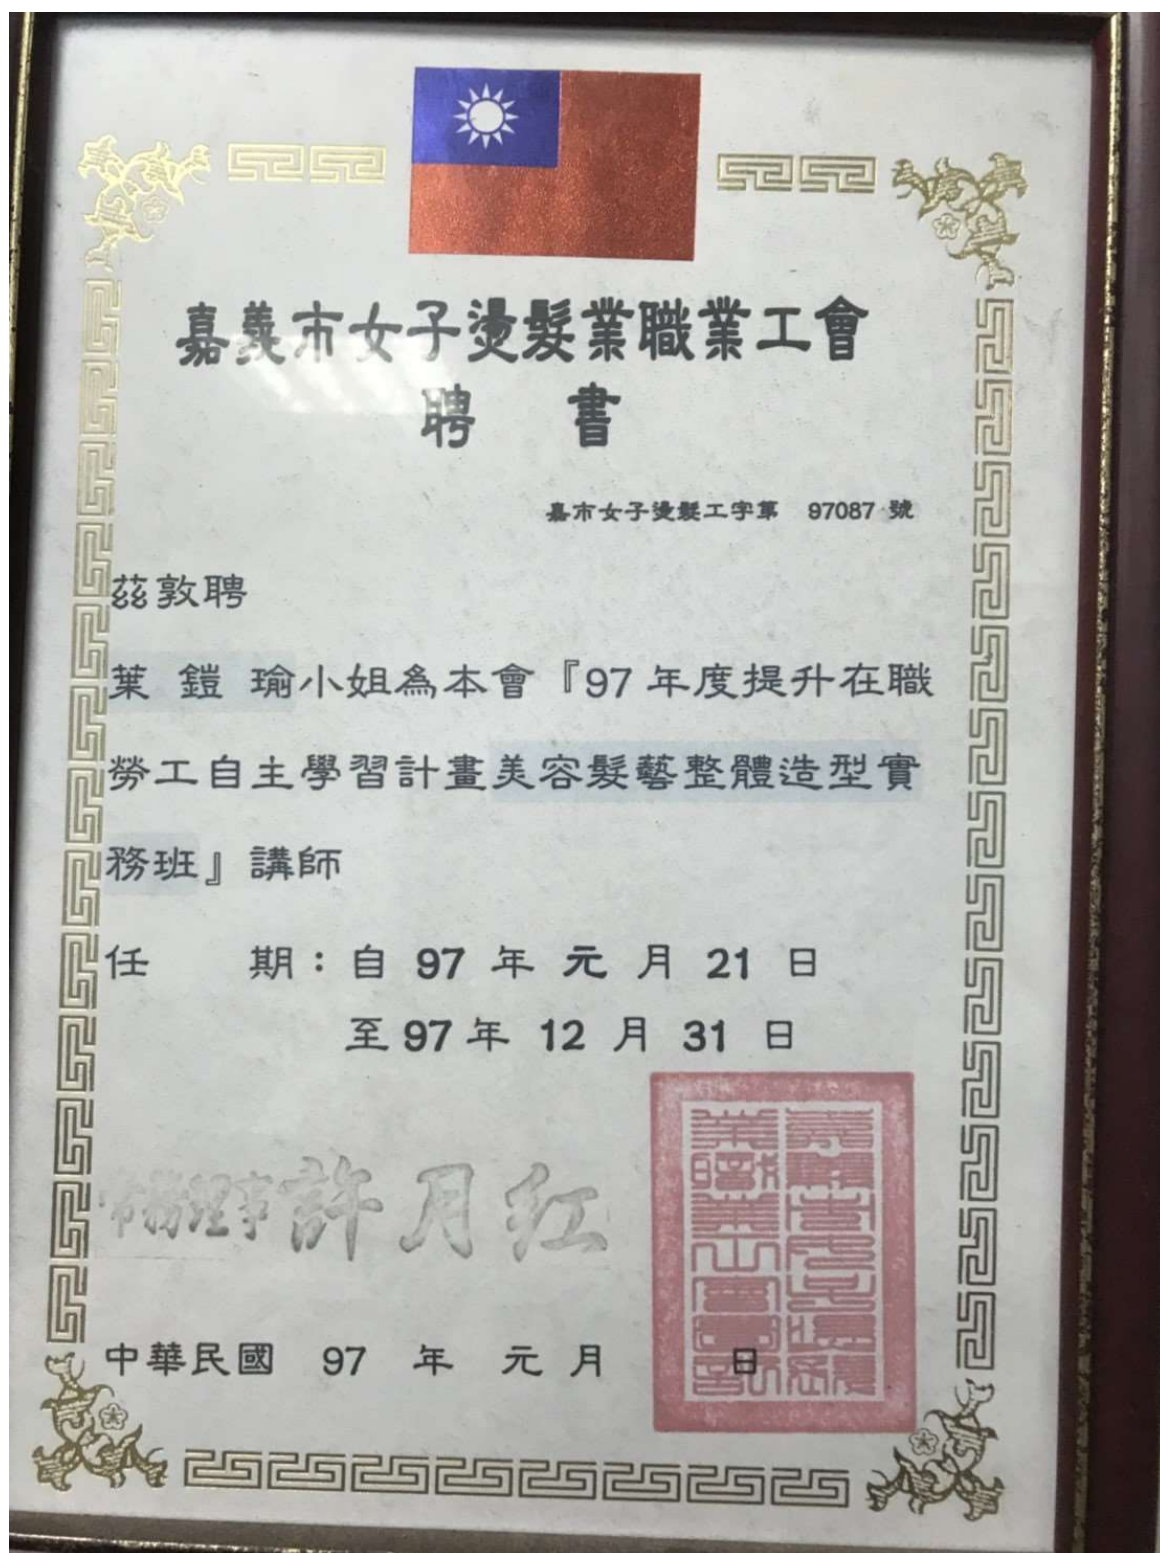 嘉義市女子燙髮業職業工會
聘 書
嘉市女子燙髮工字第 97087 號
茲敦聘
葉 鎧 瑜小姐為本會『97 年度提升在職
勞工自主學習計畫美容髮藝整體造型實
務班』講師
任 期：自 97 年 元 月 21 日
至 97 年 12 月 31 日
常務理事 許月红
中華民國 97 年 元 月 日